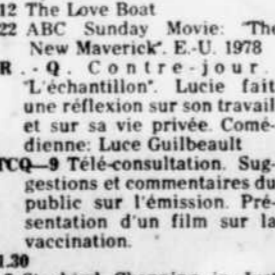 12 The Love Boat
22 ABC Sunday Movie: "The
New Maverick". E.-U. 1978
R.-Q. Contre-jour.
"L'échantillon". Lucie fait
une réflexion sur son travail
et sur sa vie privée. Comé-
dienne: Luce Guilbeault
TCQ—9 Télé-consultation. Sug-
gestions et commentaires du
public sur l'émission. Pré-
sentation d'un film sur la
vaccination.
1.30